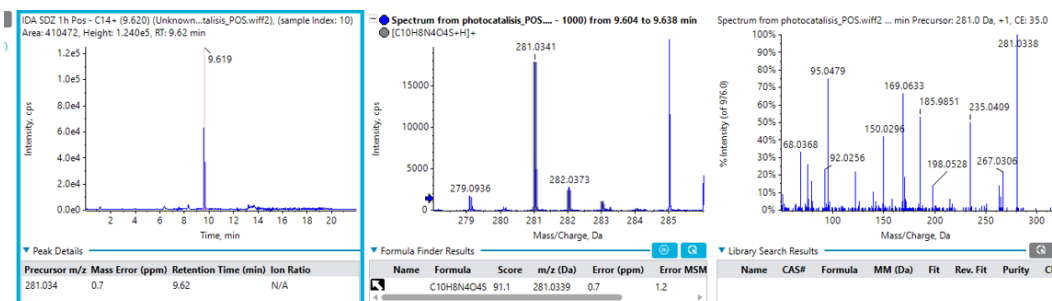 IDA SDZ 1h Pos - C14+ (9.620) (Unknown...talisis_POS.wiff2), (sample Index: 10)
Area: 410472, Height: 1.240e5, RT: 9.62 min
1.2e5
1.0e5
8.0e4
6.0e4
4.0e4
2.0e4
0.0e0
9.619
2 4 6 8 10 12 14 16 18 20
Time, min
Intensity, cps
Peak Details
Precursor m/z Mass Error (ppm) Retention Time (min) Ion Ratio
281.034 0.7 9.62 N/A
Spectrum from photocatalisis_POS.... - 1000) from 9.604 to 9.638 min
[C10H8N4O4S+H]+
281.0341
15000
10000
5000
0
279.0936
282.0373
279 280 281 282 283 284 285
Mass/Charge, Da
Intensity, cps
Formula Finder Results
Name Formula Score m/z (Da) Error (ppm) Error MSM
C10H8N4O4S 91.1 281.0339 0.7 1.2
Spectrum from photocatalisis_POS.wiff2 ... min Precursor: 281.0 Da, +1, CE: 35.0
100%
90%
80%
70%
60%
50%
40%
30%
20%
10%
0%
281.0338
95.0479
169.0633
185.9851
235.0409
150.0296
68.0368
92.0256
198.0528
267.0306
100 150 200 250 300
Mass/Charge, Da
% Intensity (of 976.0)
Library Search Results
Name CAS# Formula MM (Da) Fit Rev. Fit Purity